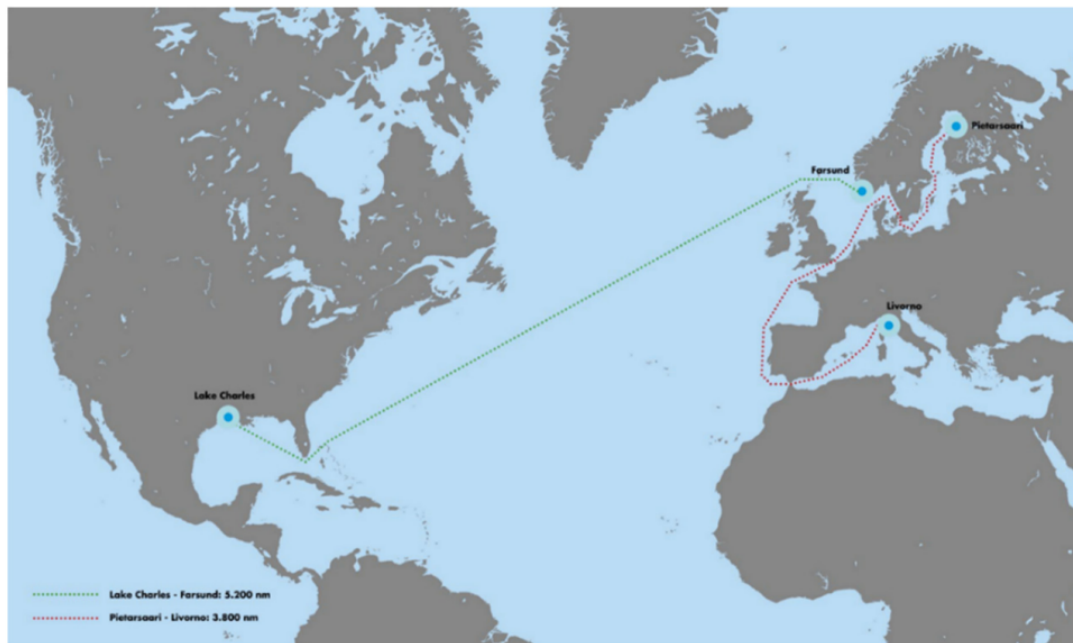 Pietarsaari
Farsund
Livorno
Lake Charles
Lake Charles - Farsund: 5.200 nm
Pietarsaari - Livorno: 3.800 nm